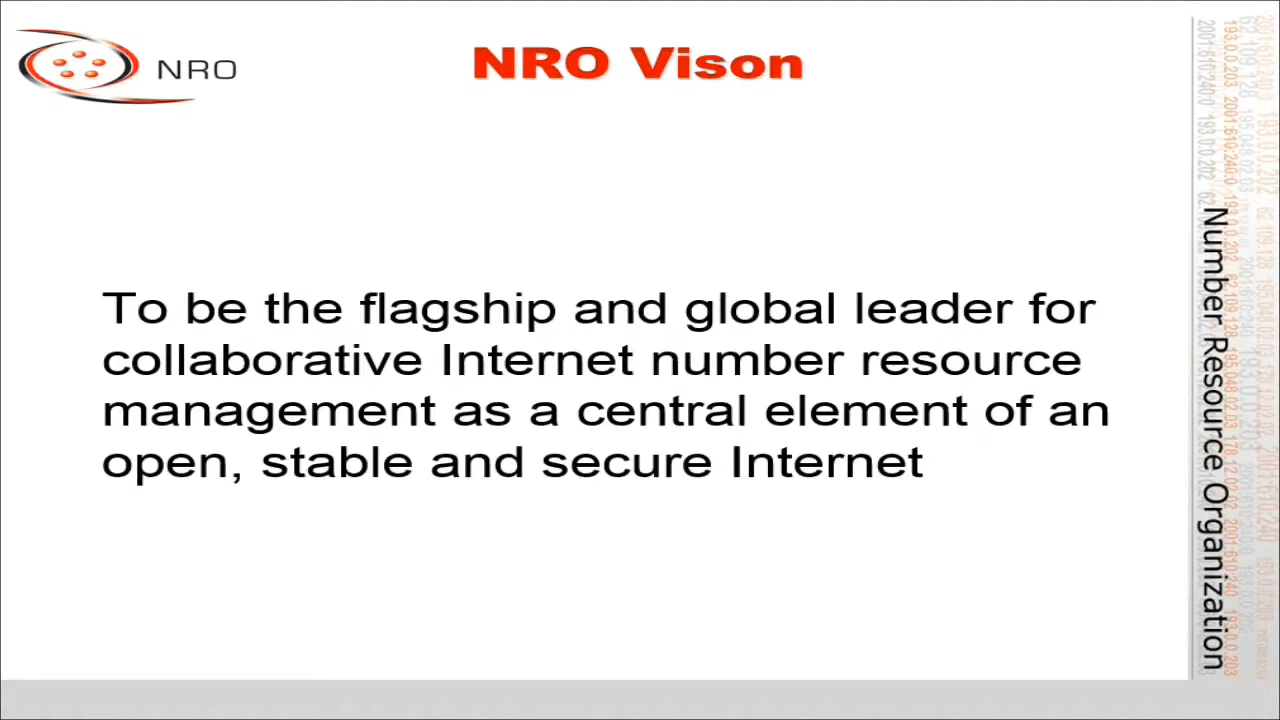 NRO
NRO Vison
To be the flagship and global leader for
collaborative Internet number resource
management as a central element of an
open, stable and secure Internet
Number Resource Organization